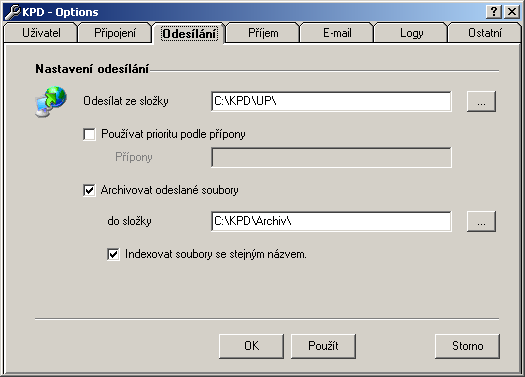 KPD - Options
Uživatel Připojení Odesílání Příjem E-mail Logy Ostatní
Nastavení odesílání
Odesílat ze složky C:\KPD\UP\ ...
Používat prioritu podle přípony
Přípony
Archivovat odeslané soubory
do složky C:\KPD\Archiv\ ...
Indexovat soubory se stejným názvem.
OK Použít Storno